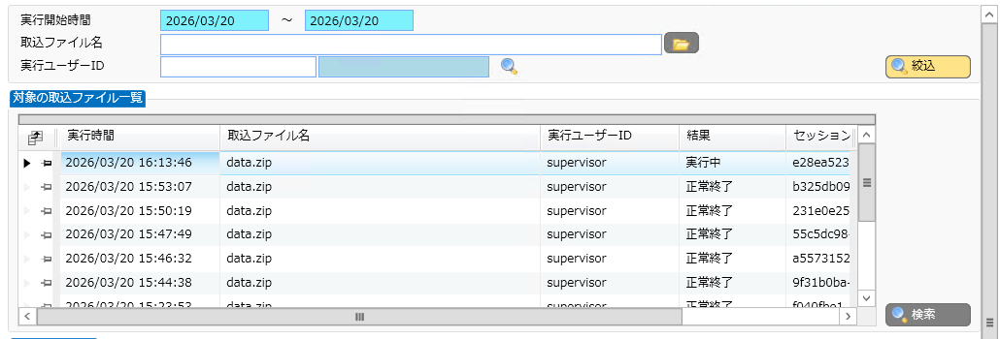 実行開始時間 2026/03/20 ～ 2026/03/20
取込ファイル名
実行ユーザーID 絞込
対象の取込ファイル一覧
実行時間 取込ファイル名 実行ユーザーID 結果 セッション
2026/03/20 16:13:46 data.zip supervisor 実行中 e28ea523
2026/03/20 15:53:07 data.zip supervisor 正常終了 b325db09
2026/03/20 15:50:19 data.zip supervisor 正常終了 231e0e25
2026/03/20 15:47:49 data.zip supervisor 正常終了 55c5dc98-
2026/03/20 15:46:32 data.zip supervisor 正常終了 a5573152
2026/03/20 15:44:38 data.zip supervisor 正常終了 9f31b0ba-
2026/03/20 15:23:53 data.zip supervisor 正常終了
検索